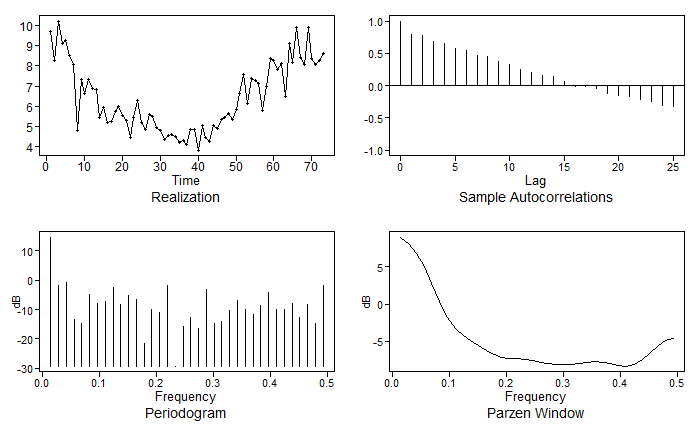 10
9
8
7
6
5
4
0 10 20 30 40 50 60 70
Time
Realization
1.0
0.5
0.0
-0.5
-1.0
0 5 10 15 20 25
Lag
Sample Autocorrelations
10
0
-10
-20
-30
dB
0.0 0.1 0.2 0.3 0.4 0.5
Frequency
Periodogram
5
0
-5
dB
0.0 0.1 0.2 0.3 0.4 0.5
Frequency
Parzen Window